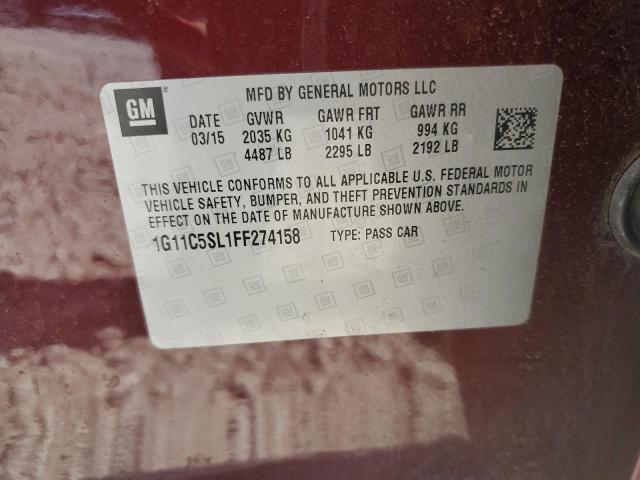 MFD BY GENERAL MOTORS LLC
GM
DATE GVWR GAWR FRT GAWR RR
03/15 2035 KG 1041 KG 994 KG
4487 LB 2295 LB 2192 LB
THIS VEHICLE CONFORMS TO ALL APPLICABLE U.S. FEDERAL MOTOR
VEHICLE SAFETY, BUMPER, AND THEFT PREVENTION STANDARDS IN
EFFECT ON THE DATE OF MANUFACTURE SHOWN ABOVE.
1G11C5SL1FF274158 TYPE: PASS CAR